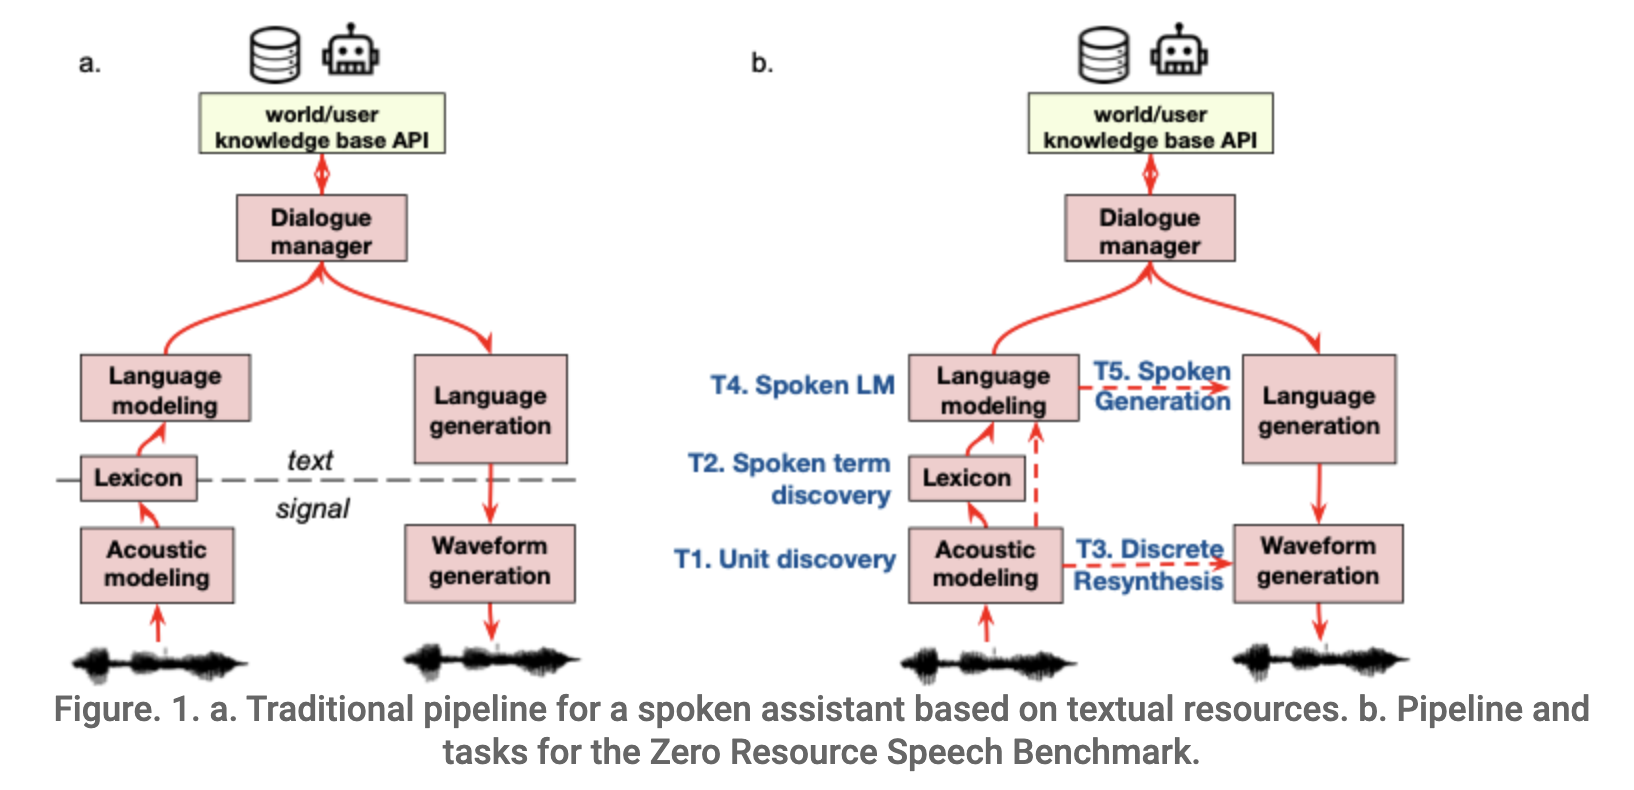 a.
world/user
knowledge base API
Dialogue
manager
Language
modeling
Language
generation
Lexicon
text
signal
Acoustic
modeling
Waveform
generation
b.
world/user
knowledge base API
Dialogue
manager
T4. Spoken LM
Language
modeling
T5. Spoken
Generation
Language
generation
T2. Spoken term
discovery
Lexicon
T1. Unit discovery
Acoustic
modeling
T3. Discrete
Resynthesis
Waveform
generation
Figure. 1. a. Traditional pipeline for a spoken assistant based on textual resources. b. Pipeline and
tasks for the Zero Resource Speech Benchmark.